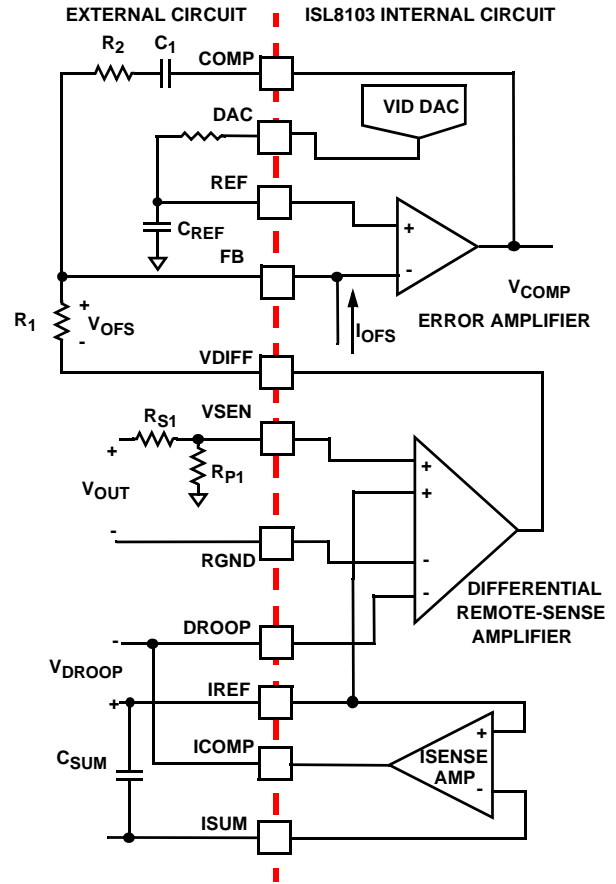 EXTERNAL CIRCUIT
ISL8103 INTERNAL CIRCUIT
R2
C1
COMP
VID DAC
DAC
REF
CREF
+
-
FB
VCOMP
ERROR AMPLIFIER
IOFS
R1
+
VOFS
-
VDIFF
VSEN
RS1
+
RP1
VOUT
+
+
-
RGND
-
-
DIFFERENTIAL
REMOTE-SENSE
AMPLIFIER
DROOP
-
VDROOP
+
IREF
ICOMP
+
ISENSE
AMP
-
CSUM
ISUM